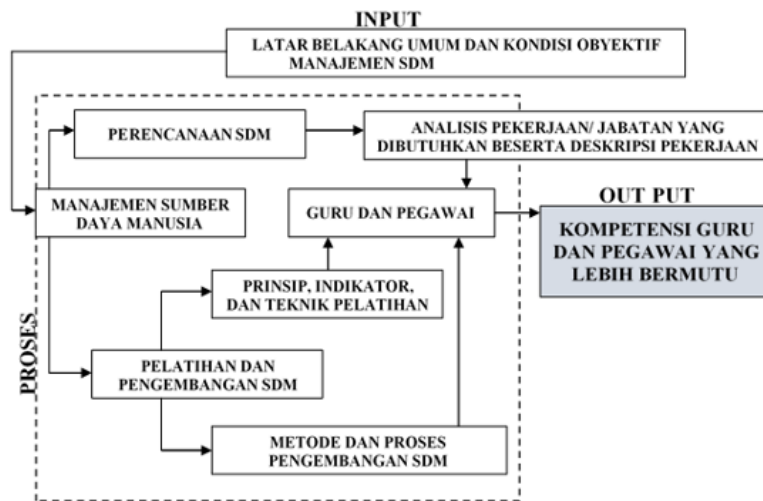 INPUT
LATAR BELAKANG UMUM DAN KONDISI OBYEKTIF
MANAJEMEN SDM
PERENCANAAN SDM
ANALISIS PEKERJAAN/ JABATAN YANG
DIBUTUHKAN BESERTA DESKRIPSI PEKERJAAN
MANAJEMEN SUMBER
DAYA MANUSIA
GURU DAN PEGAWAI
OUT PUT
KOMPETENSI GURU
DAN PEGAWAI YANG
LEBIH BERMUTU
PRINSIP, INDIKATOR,
DAN TEKNIK PELATIHAN
PROSES
PELATIHAN DAN
PENGEMBANGAN SDM
METODE DAN PROSES
PENGEMBANGAN SDM